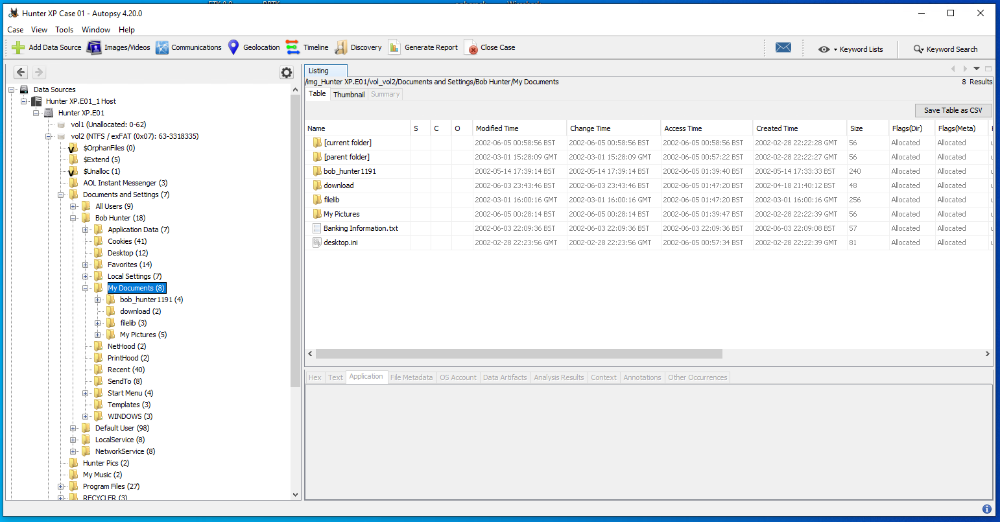 Hunter XP Case 01 - Autopsy 4.20.0
Case View Tools Window Help
Add Data Source Images/Videos Communications Geolocation Timeline Discovery Generate Report Close Case Keyword Lists Keyword Search
Data Sources
Hunter XP.E01_1 Host
Hunter XP.E01
vol1 (Unallocated: 0-62)
vol2 (NTFS / exFAT (0x07): 63-3318335)
$OrphanFiles (0)
$Extend (5)
$Unalloc (1)
AOL Instant Messenger (3)
Documents and Settings (7)
All Users (9)
Bob Hunter (18)
Application Data (7)
Cookies (41)
Desktop (12)
Favorites (14)
Local Settings (7)
My Documents (8)
bob_hunter1191 (4)
download (2)
filelib (3)
My Pictures (5)
NetHood (2)
PrintHood (2)
Recent (40)
SendTo (8)
Start Menu (4)
Templates (3)
WINDOWS (3)
Default User (98)
LocalService (8)
NetworkService (8)
Hunter Pics (2)
My Music (2)
Program Files (27)
RECYCLER (3)
Listing
/img_Hunter XP.E01/vol_vol2/Documents and Settings/Bob Hunter/My Documents 8 Results
Table Thumbnail Summary
Save Table as CSV
Name S C O Modified Time Change Time Access Time Created Time Size Flags(Dir) Flags(Meta)
[current folder] 2002-06-05 00:58:56 BST 2002-06-05 00:58:56 BST 2002-06-05 00:58:56 BST 2002-02-28 22:22:28 GMT 56 Allocated Allocated
[parent folder] 2002-03-01 15:28:09 GMT 2002-03-01 15:28:09 GMT 2002-06-05 00:57:22 BST 2002-02-28 22:22:27 GMT 56 Allocated Allocated
bob_hunter1191 2002-05-14 17:39:14 BST 2002-05-14 17:39:14 BST 2002-06-05 01:39:40 BST 2002-05-14 17:33:33 BST 240 Allocated Allocated
download 2002-06-03 23:43:46 BST 2002-06-03 23:43:46 BST 2002-06-05 01:47:20 BST 2002-04-18 21:40:12 BST 48 Allocated Allocated
filelib 2002-03-01 16:00:16 GMT 2002-03-01 16:00:16 GMT 2002-06-05 01:47:20 BST 2002-03-01 16:00:16 GMT 256 Allocated Allocated
My Pictures 2002-06-05 00:28:14 BST 2002-06-05 00:28:14 BST 2002-06-05 01:39:47 BST 2002-02-28 22:22:39 GMT 56 Allocated Allocated
Banking Information.txt 2002-06-03 22:09:36 BST 2002-06-03 22:09:36 BST 2002-06-03 22:09:36 BST 2002-06-03 22:09:08 BST 57 Allocated Allocated
desktop.ini 2002-02-28 22:23:56 GMT 2002-02-28 22:23:56 GMT 2002-06-05 00:57:34 BST 2002-02-28 22:22:39 GMT 81 Allocated Allocated
Hex Text Application File Metadata OS Account Data Artifacts Analysis Results Context Annotations Other Occurrences